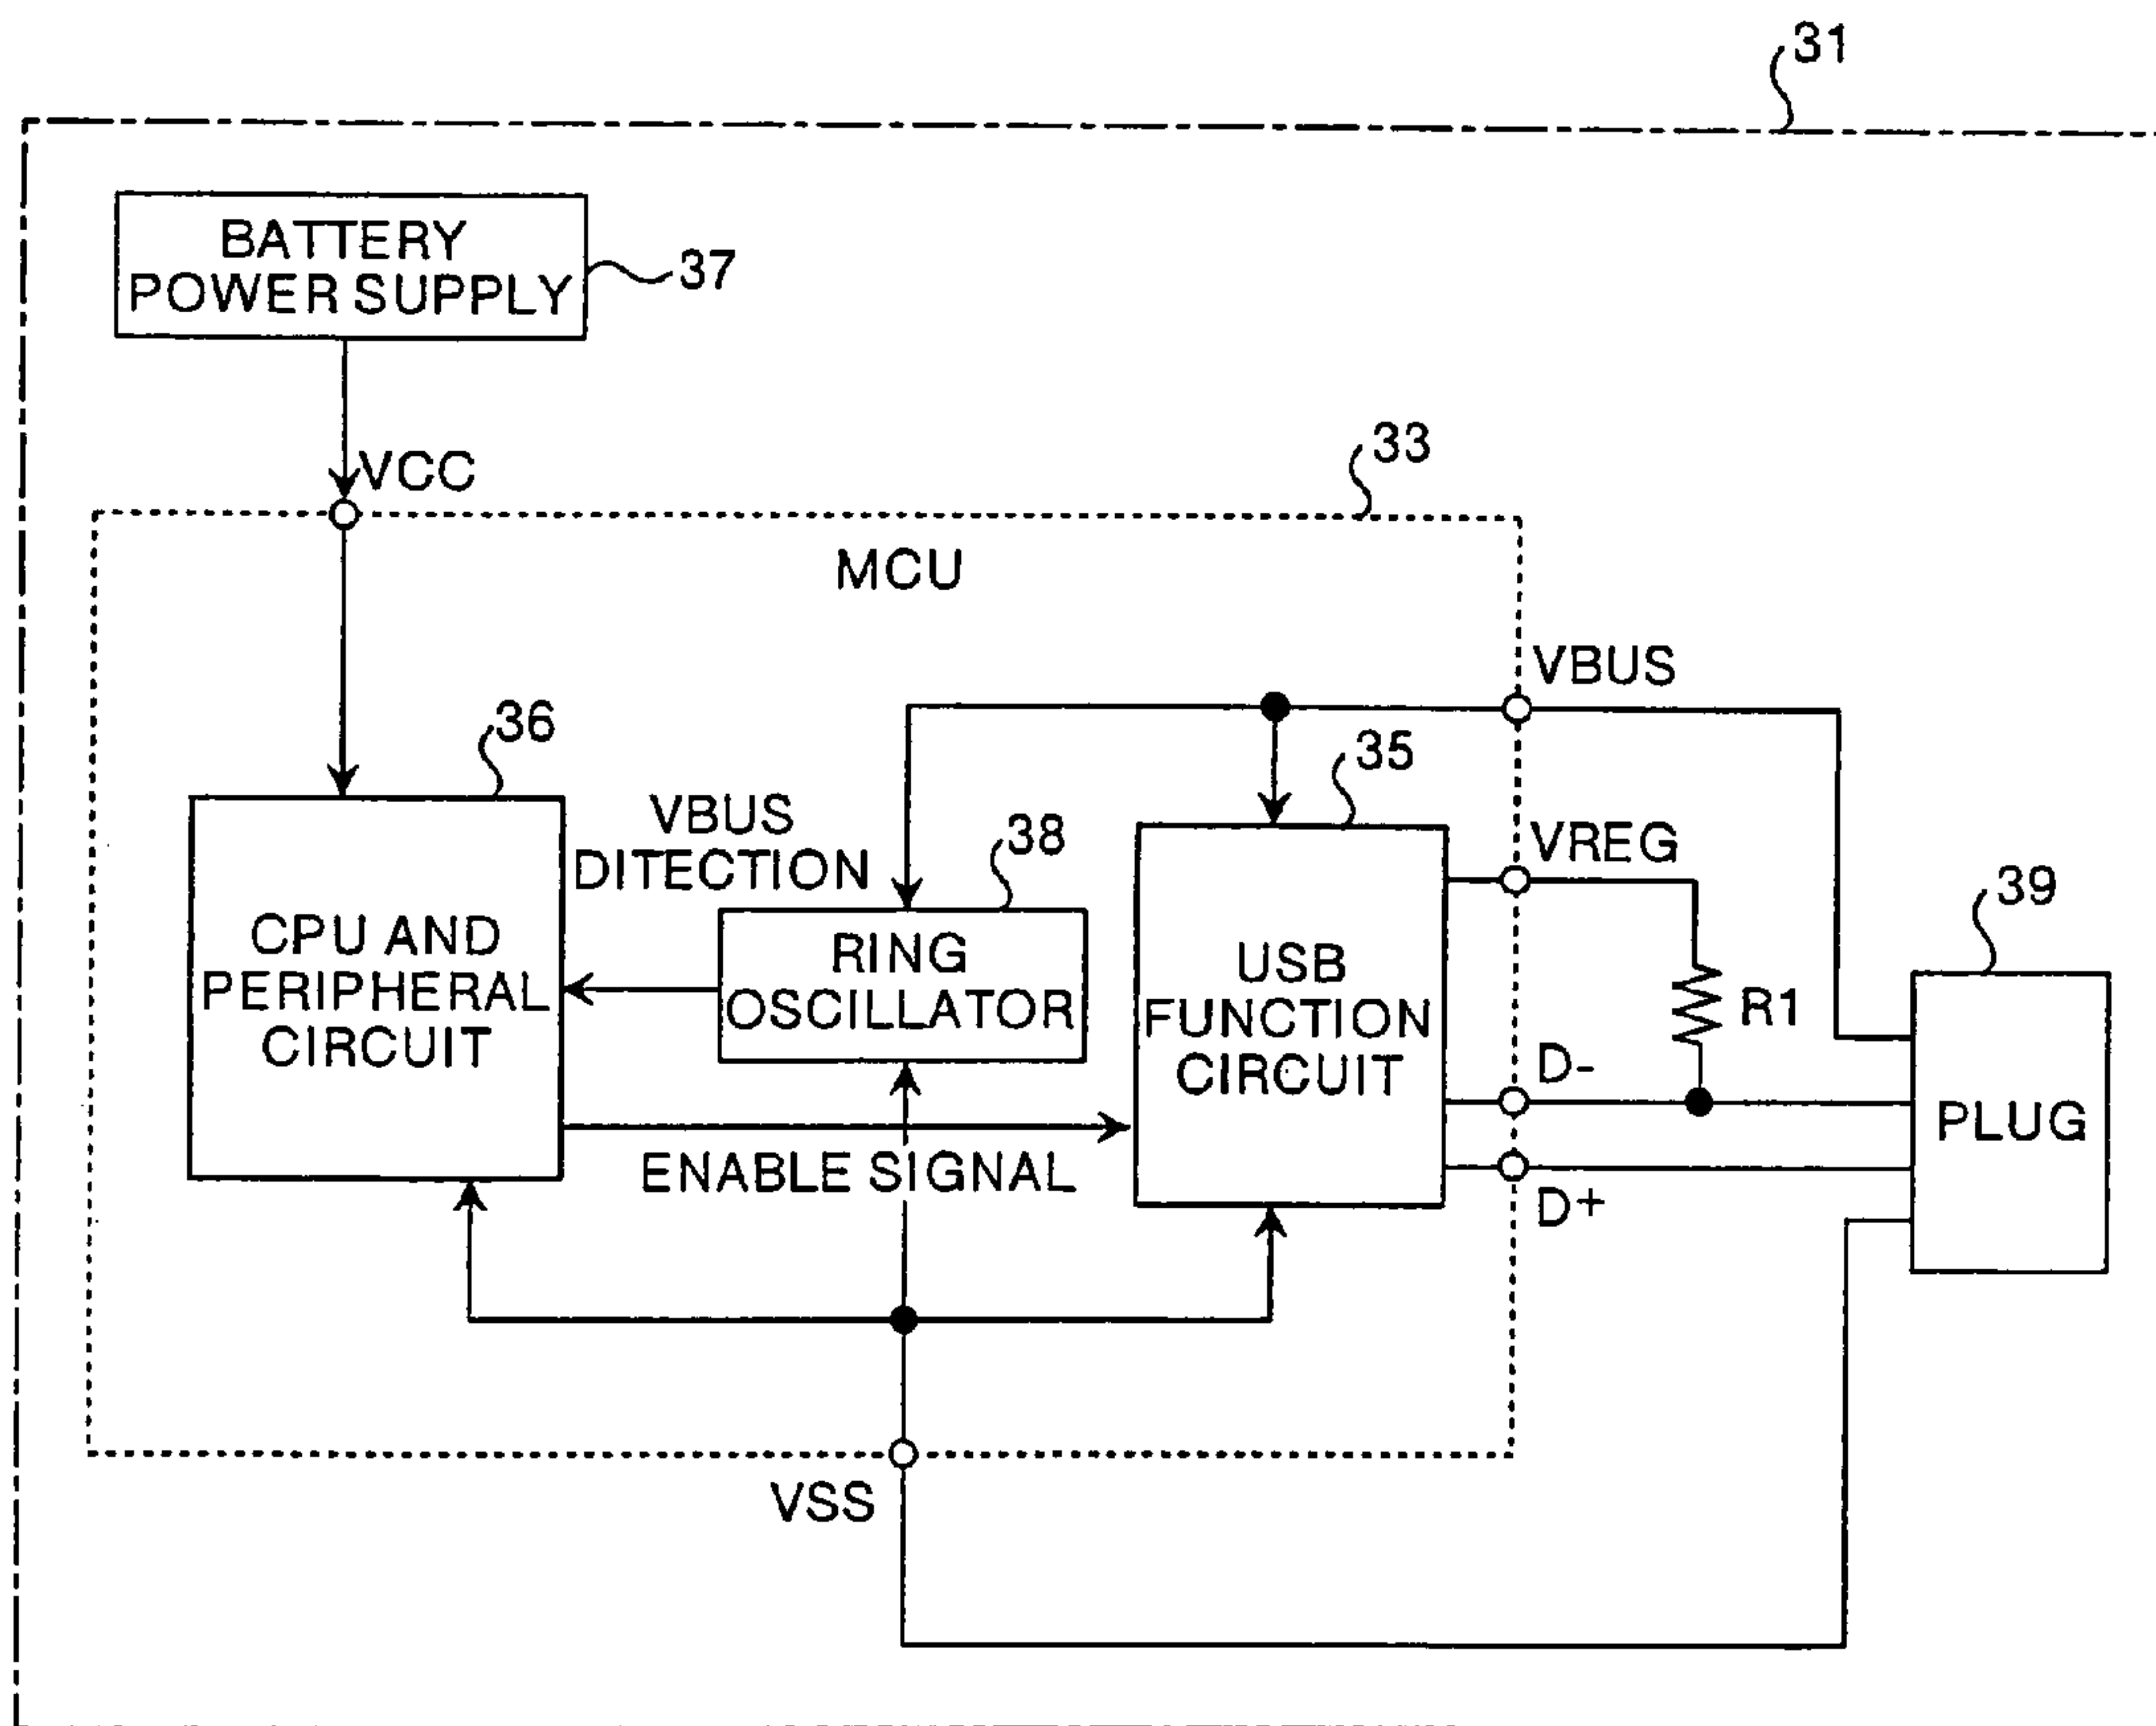 31
BATTERY
POWER SUPPLY
37
VCC
33
MCU
VBUS
36
35
VBUS
DITECTION
38
VREG
39
CPU AND
PERIPHERAL
CIRCUIT
RING
OSCILLATOR
USB
FUNCTION
CIRCUIT
R1
D-
PLUG
ENABLE SIGNAL
D+
VSS